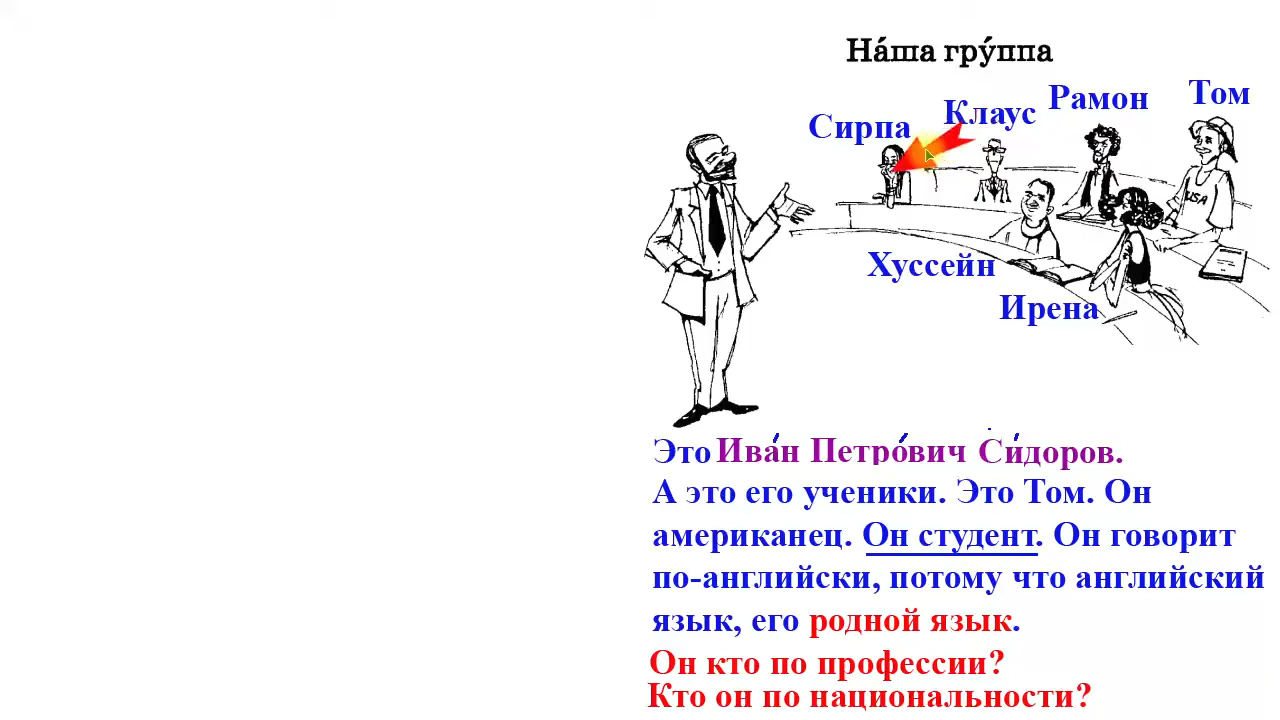 На́ша гру́ппа
Сирпа
Клаус
Рамон
Том
USA
Хуссейн
Ирена
Это Ива́н Петро́вич Си́доров.
А это его ученики. Это Том. Он
американец. Он студент. Он говорит
по-английски, потому что английский
язык, его родной язык.
Он кто по профессии?
Кто он по национальности?